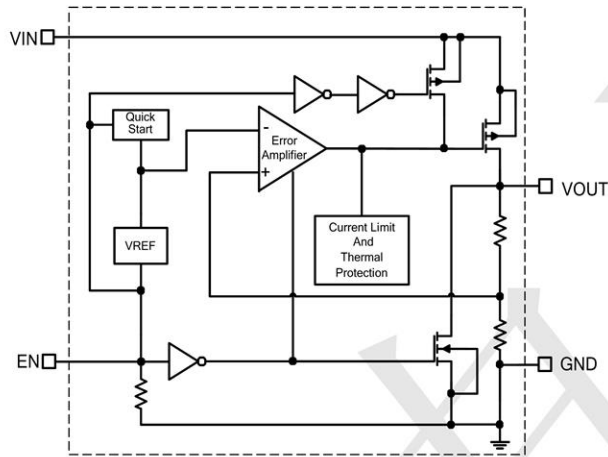 VIN
Quick
Start
-
Error
Amplifier
+
VOUT
VREF
Current Limit
And
Thermal
Protection
EN
GND